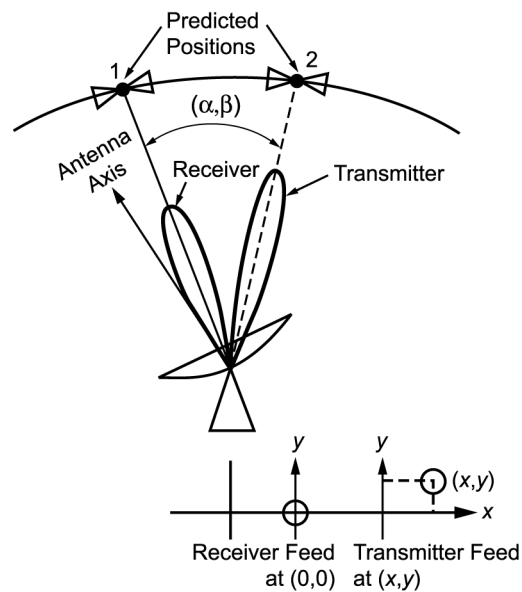 Predicted
Positions
1
2
(α,β)
Antenna
Axis
Receiver
Transmitter
y
y
(x,y)
x
Receiver Feed
at (0,0)
Transmitter Feed
at (x,y)